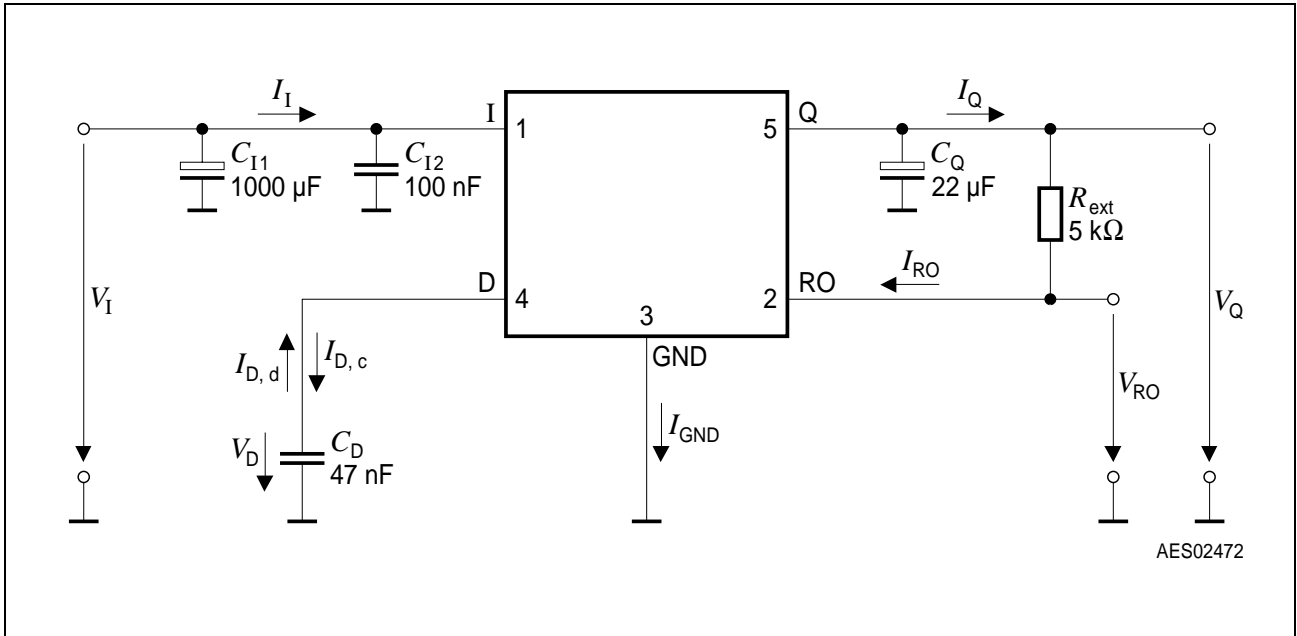 I_I
I_Q
I
1
5
Q
C_I1
1000 µF
C_I2
100 nF
C_Q
22 µF
R_ext
5 kΩ
I_RO
D
4
2
RO
V_I
3
GND
V_Q
I_D, d
I_D, c
V_RO
I_GND
V_D
C_D
47 nF
AES02472